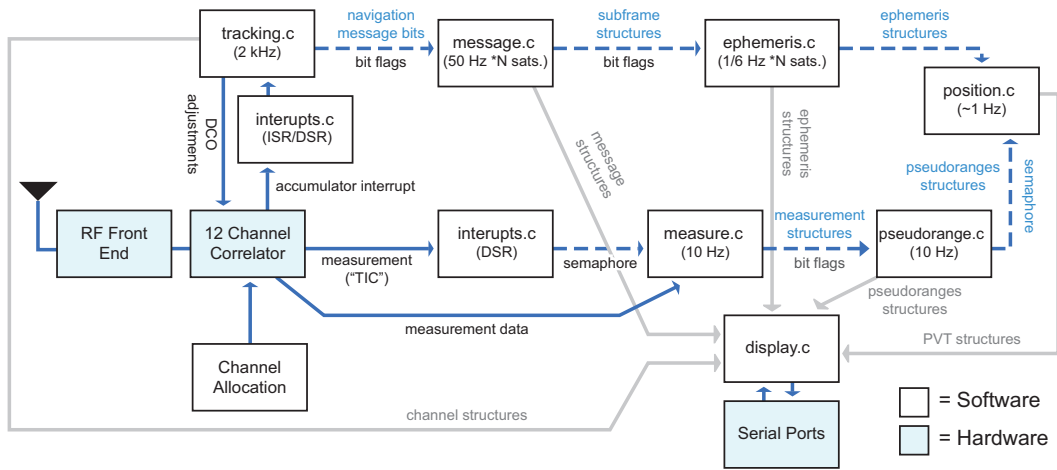 tracking.c
(2 kHz)
navigation
message bits
bit flags
message.c
(50 Hz *N sats.)
subframe
structures
bit flags
ephemeris.c
(1/6 Hz *N sats.)
ephemeris
structures
position.c
(~1 Hz)
DCO
adjustments
interupts.c
(ISR/DSR)
accumulator interrupt
message
structures
ephemeris
structures
pseudoranges
structures
semaphore
RF Front
End
12 Channel
Correlator
measurement
("TIC")
interupts.c
(DSR)
semaphore
measure.c
(10 Hz)
measurement
structures
bit flags
pseudorange.c
(10 Hz)
pseudoranges
structures
measurement data
Channel
Allocation
display.c
PVT structures
channel structures
Serial Ports
= Software
= Hardware